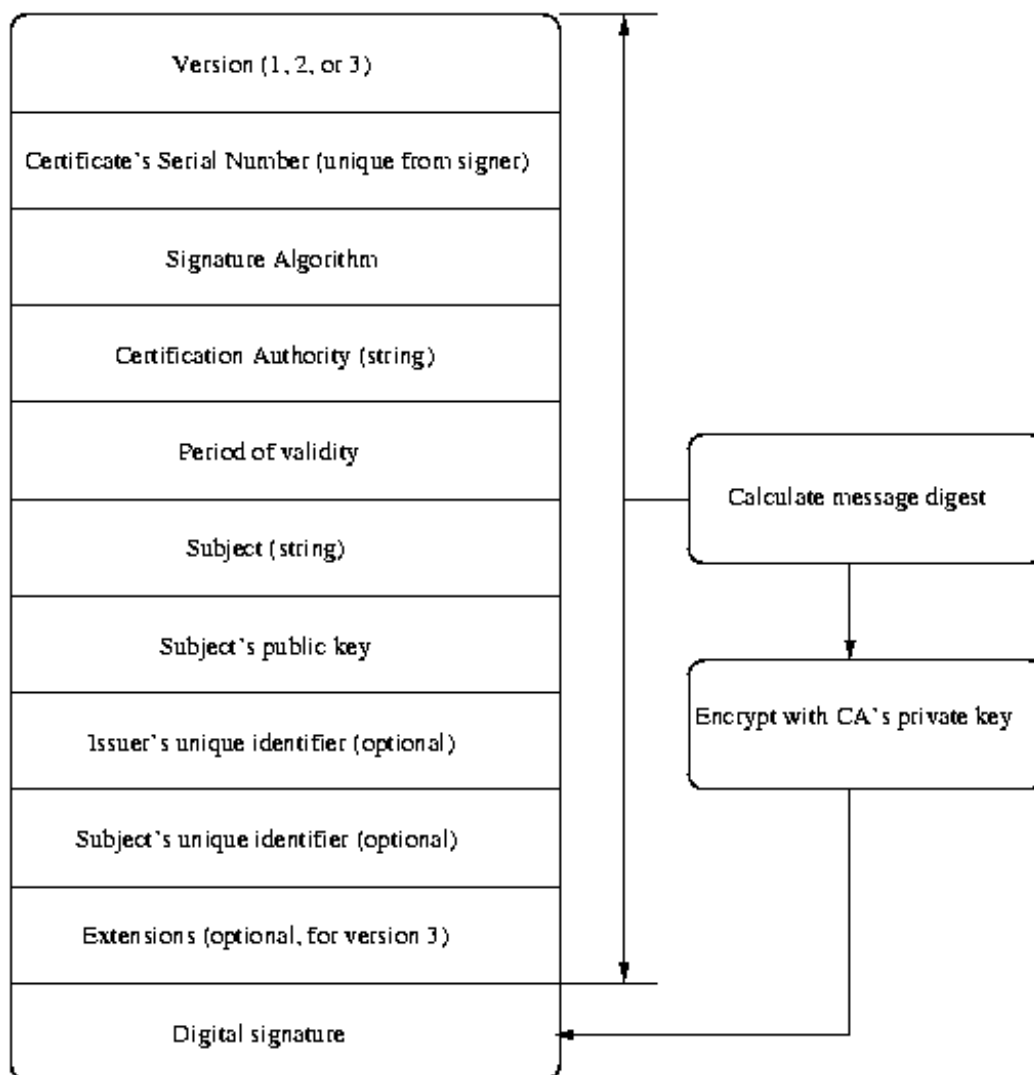 Version (1, 2, or 3)
Certificate's Serial Number (unique from signer)
Signature Algorithm
Certification Authority (string)
Period of validity
Subject (string)
Subject's public key
Issuer's unique identifier (optional)
Subject's unique identifier (optional)
Extensions (optional, for version 3)
Digital signature
Calculate message digest
Encrypt with CA's private key